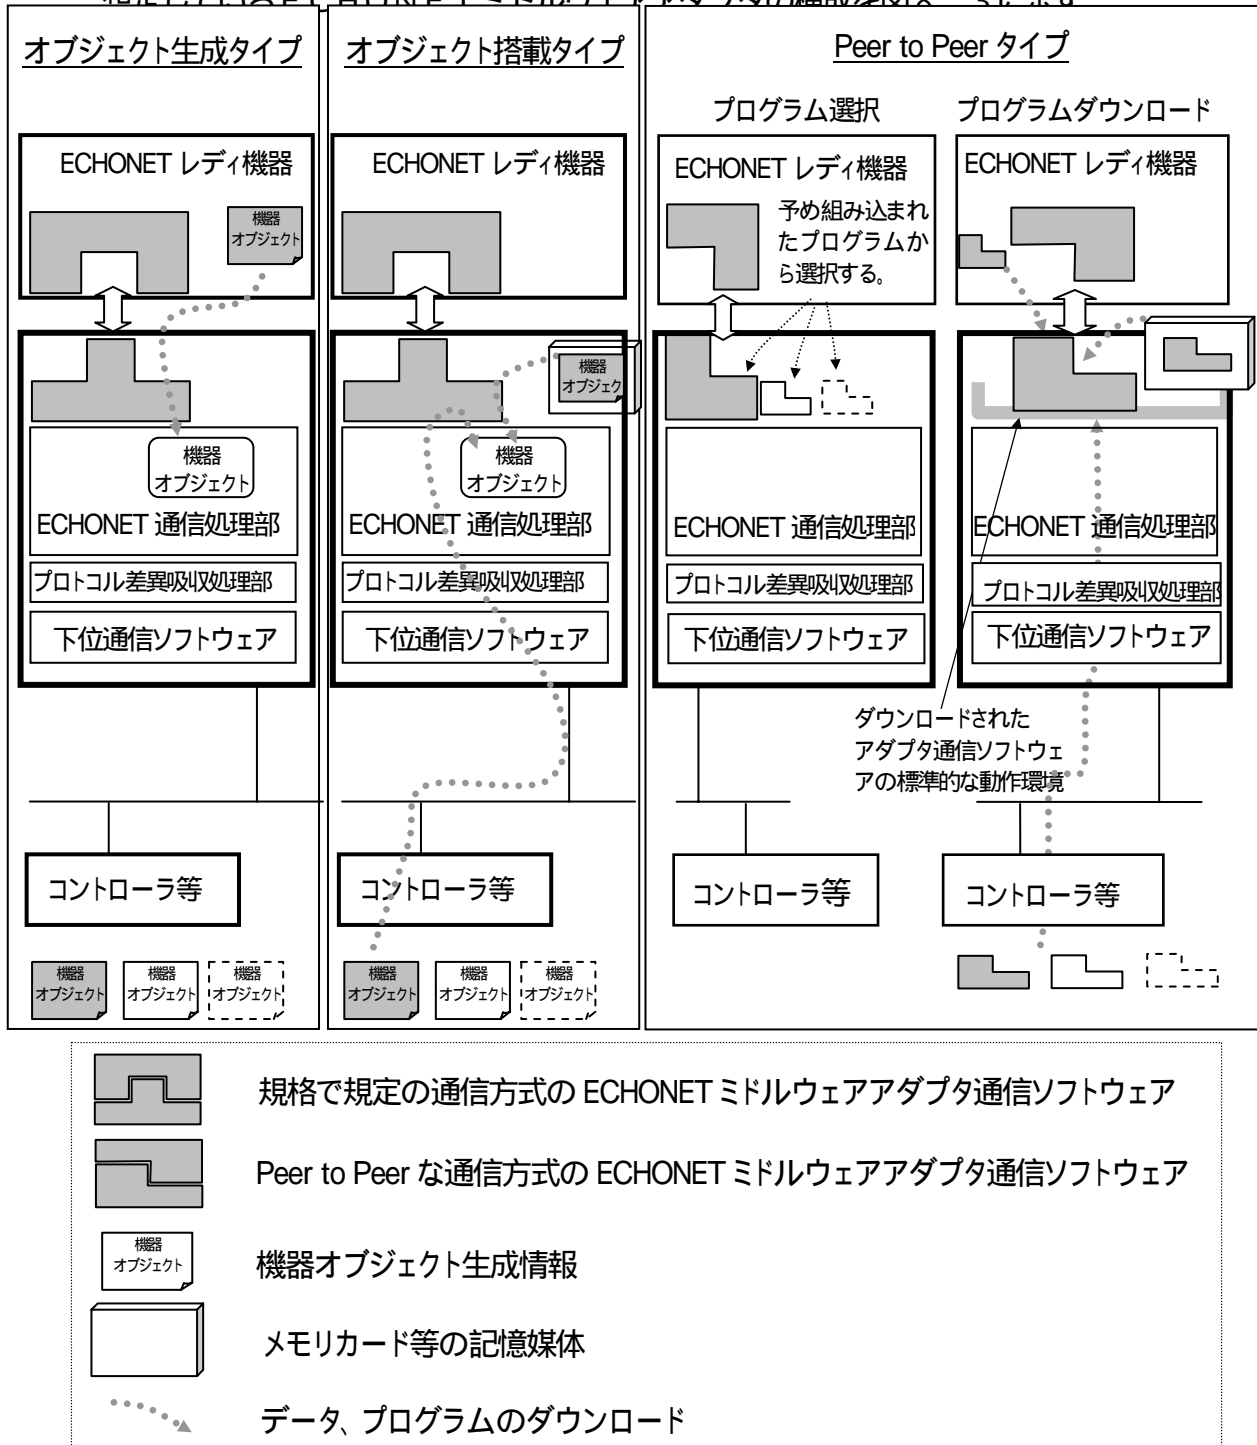 オブジェクト生成タイプ
ECHONET レディ機器
機器
オブジェクト
機器
オブジェクト
ECHONET 通信処理部
プロトコル差異吸収処理部
下位通信ソフトウェア
コントローラ等
機器
オブジェクト
機器
オブジェクト
機器
オブジェクト
オブジェクト搭載タイプ
ECHONET レディ機器
機器
オブジェク
機器
オブジェクト
ECHONET 通信処理部
プロトコル差異吸収処理部
下位通信ソフトウェア
コントローラ等
機器
オブジェクト
機器
オブジェクト
機器
オブジェクト
Peer to Peer タイプ
プログラム選択
ECHONET レディ機器
予め組み込まれ
たプログラムか
ら選択する。
ECHONET 通信処理部
プロトコル差異吸収処理部
下位通信ソフトウェア
コントローラ等
プログラムダウンロード
ECHONET レディ機器
ECHONET 通信処理部
プロトコル差異吸収処理部
下位通信ソフトウェア
ダウンロードされた
アダプタ通信ソフトウェ
アの標準的な動作環境
コントローラ等
規格で規定の通信方式の ECHONET ミドルウェアアダプタ通信ソフトウェア
Peer to Peer な通信方式の ECHONET ミドルウェアアダプタ通信ソフトウェア
機器
オブジェクト
機器オブジェクト生成情報
メモリカード等の記憶媒体
データ、プログラムのダウンロード